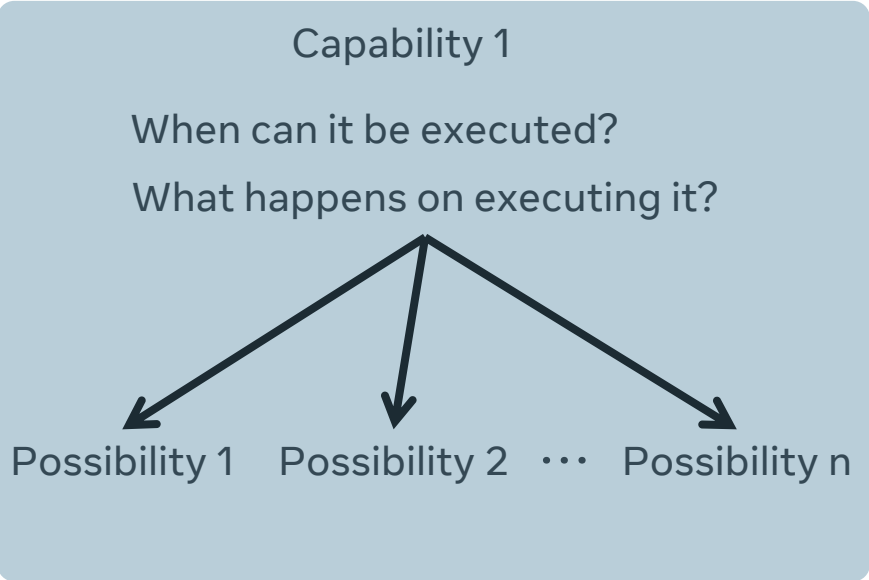 Capability 1
When can it be executed?
What happens on executing it?
Possibility 1 Possibility 2 ··· Possibility n